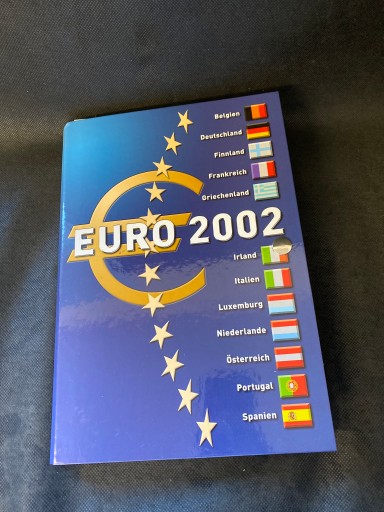 Belgien
Deutschland
Finnland
Frankreich
Griechenland
EURO 2002
Irland
Italien
Luxemburg
Niederlande
Österreich
Portugal
Spanien